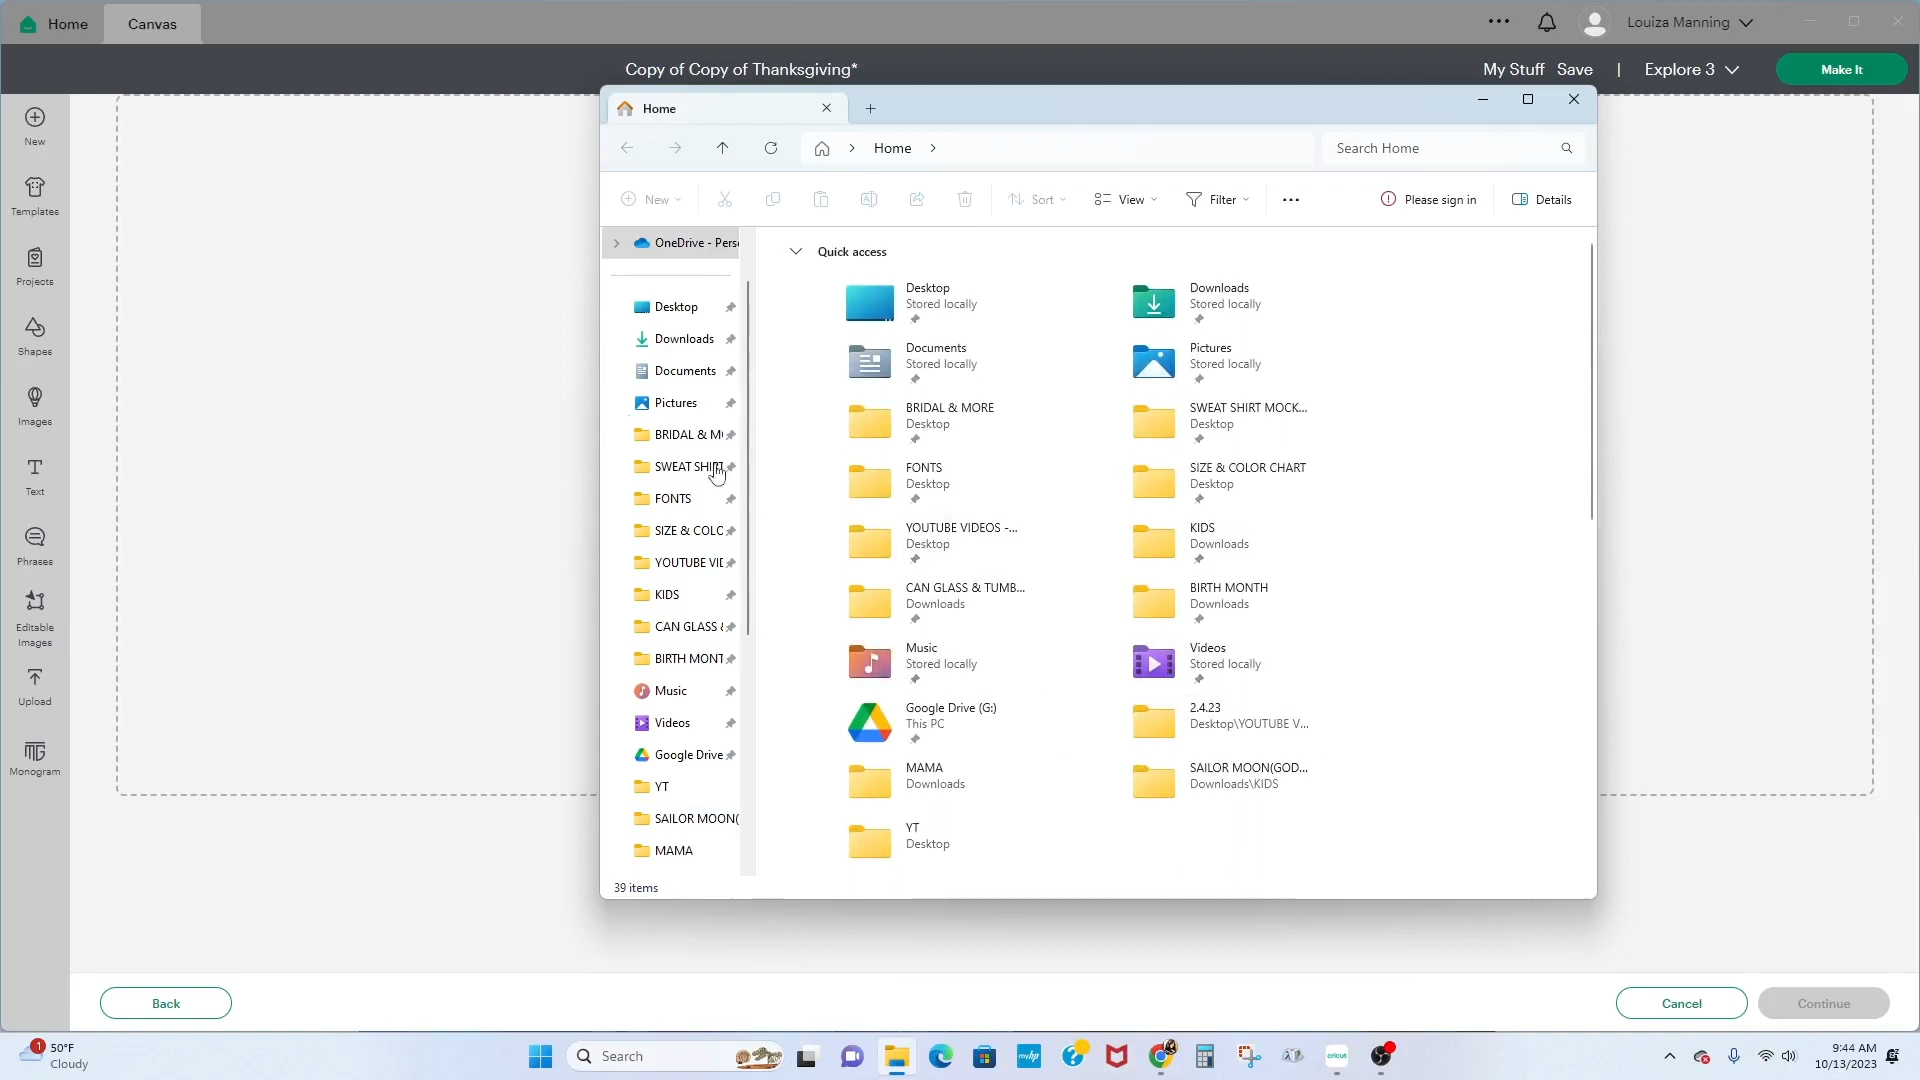 Home
Canvas
Louiza Manning
Copy of Copy of Thanksgiving*
My Stuff
Save
|
Explore 3
Make It
New
Templates
Projects
Shapes
Images
Text
Phrases
Editable
Images
Upload
Monogram
Home
Home
Search Home
New
Sort
View
Filter
Please sign in
Details
OneDrive - Pers
Desktop
Downloads
Documents
Pictures
BRIDAL & M
SWEAT SHIRT
FONTS
SIZE & COLO
YOUTUBE VII
KIDS
CAN GLASS &
BIRTH MONT
Music
Videos
Google Drive
YT
SAILOR MOON(
MAMA
Quick access
Desktop
Stored locally
Downloads
Stored locally
Documents
Stored locally
Pictures
Stored locally
BRIDAL & MORE
Desktop
SWEAT SHIRT MOCK...
Desktop
FONTS
Desktop
SIZE & COLOR CHART
Desktop
YOUTUBE VIDEOS -...
Desktop
KIDS
Downloads
CAN GLASS & TUMB...
Downloads
BIRTH MONTH
Downloads
Music
Stored locally
Videos
Stored locally
Google Drive (G:)
This PC
2.4.23
Desktop\YOUTUBE V...
MAMA
Downloads
SAILOR MOON(GOD...
Downloads\KIDS
YT
Desktop
39 items
Back
Cancel
Continue
1
50°F
Cloudy
Search
myhp
cricut
9:44 AM
10/13/2023